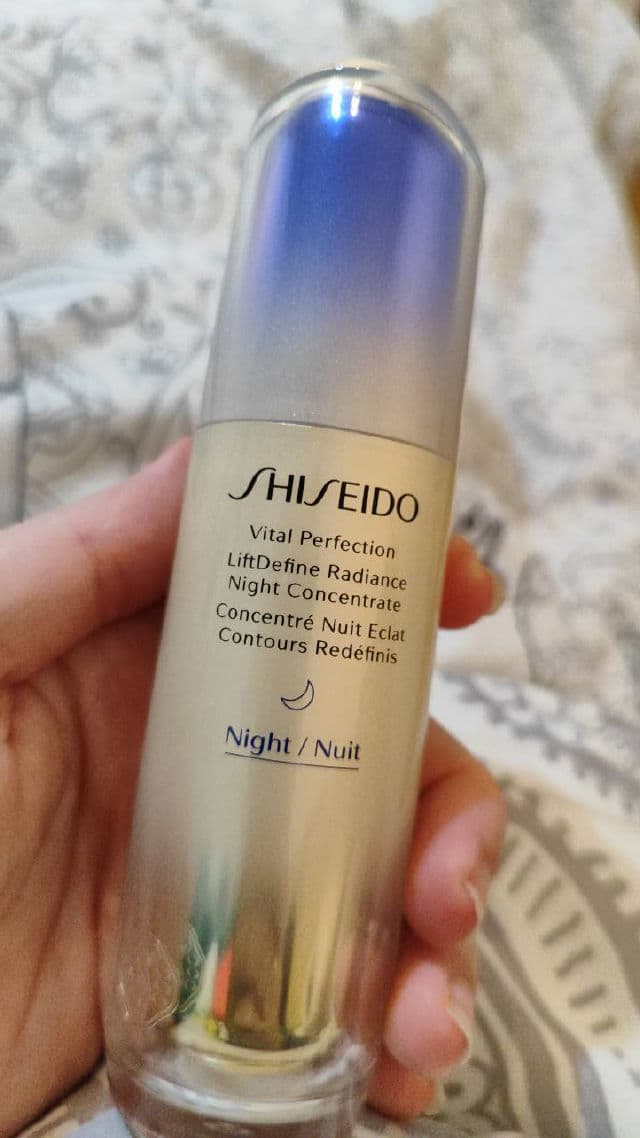 SHISEIDO
Vital Perfection
LiftDefine Radiance
Night Concentrate
Concentré Nuit Eclat
Contours Redéfinis
Night / Nuit